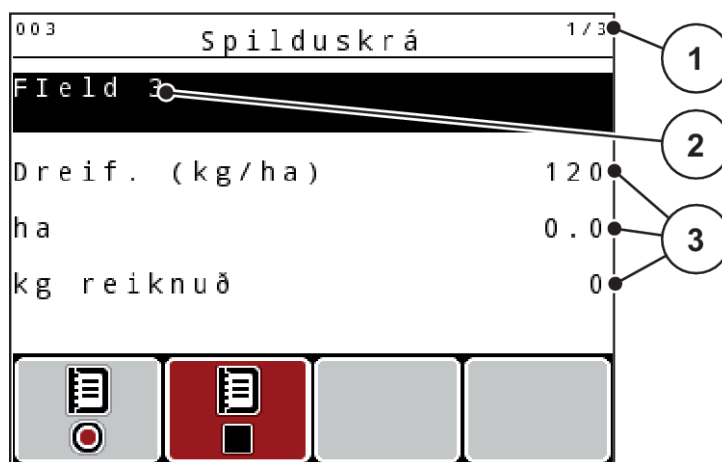 003 Spilduskrá 1/3
FIeld 3
Dreif. (kg/ha) 120
ha 0.0
kg reiknuð 0
1
2
3